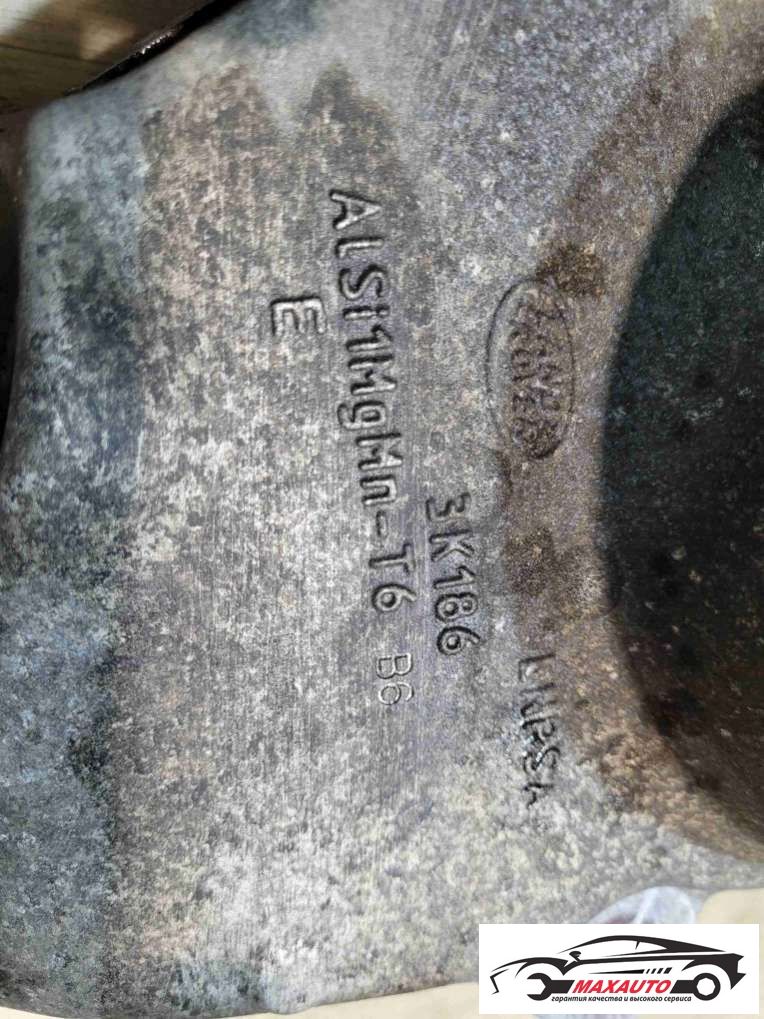 LAND
ROVER
3K186
ALSI1MgMn-T6 B6
E
MAXAUTO
гарантия качества и высокого сервиса